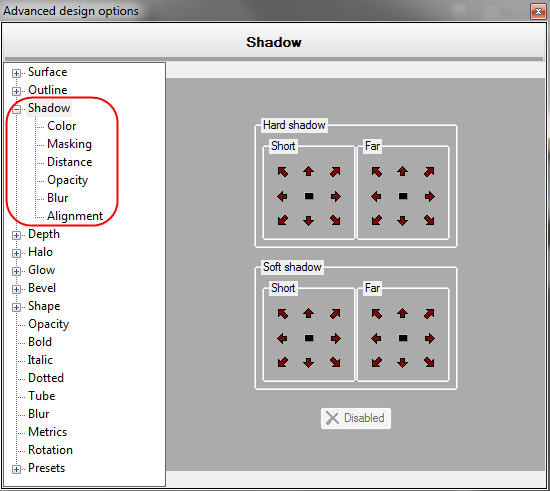 Advanced design options
Shadow
Surface
Outline
Shadow
Color
Masking
Distance
Opacity
Blur
Alignment
Depth
Halo
Glow
Bevel
Shape
Opacity
Bold
Italic
Dotted
Tube
Blur
Metrics
Rotation
Presets
Hard shadow
Short Far
Soft shadow
Short Far
Disabled